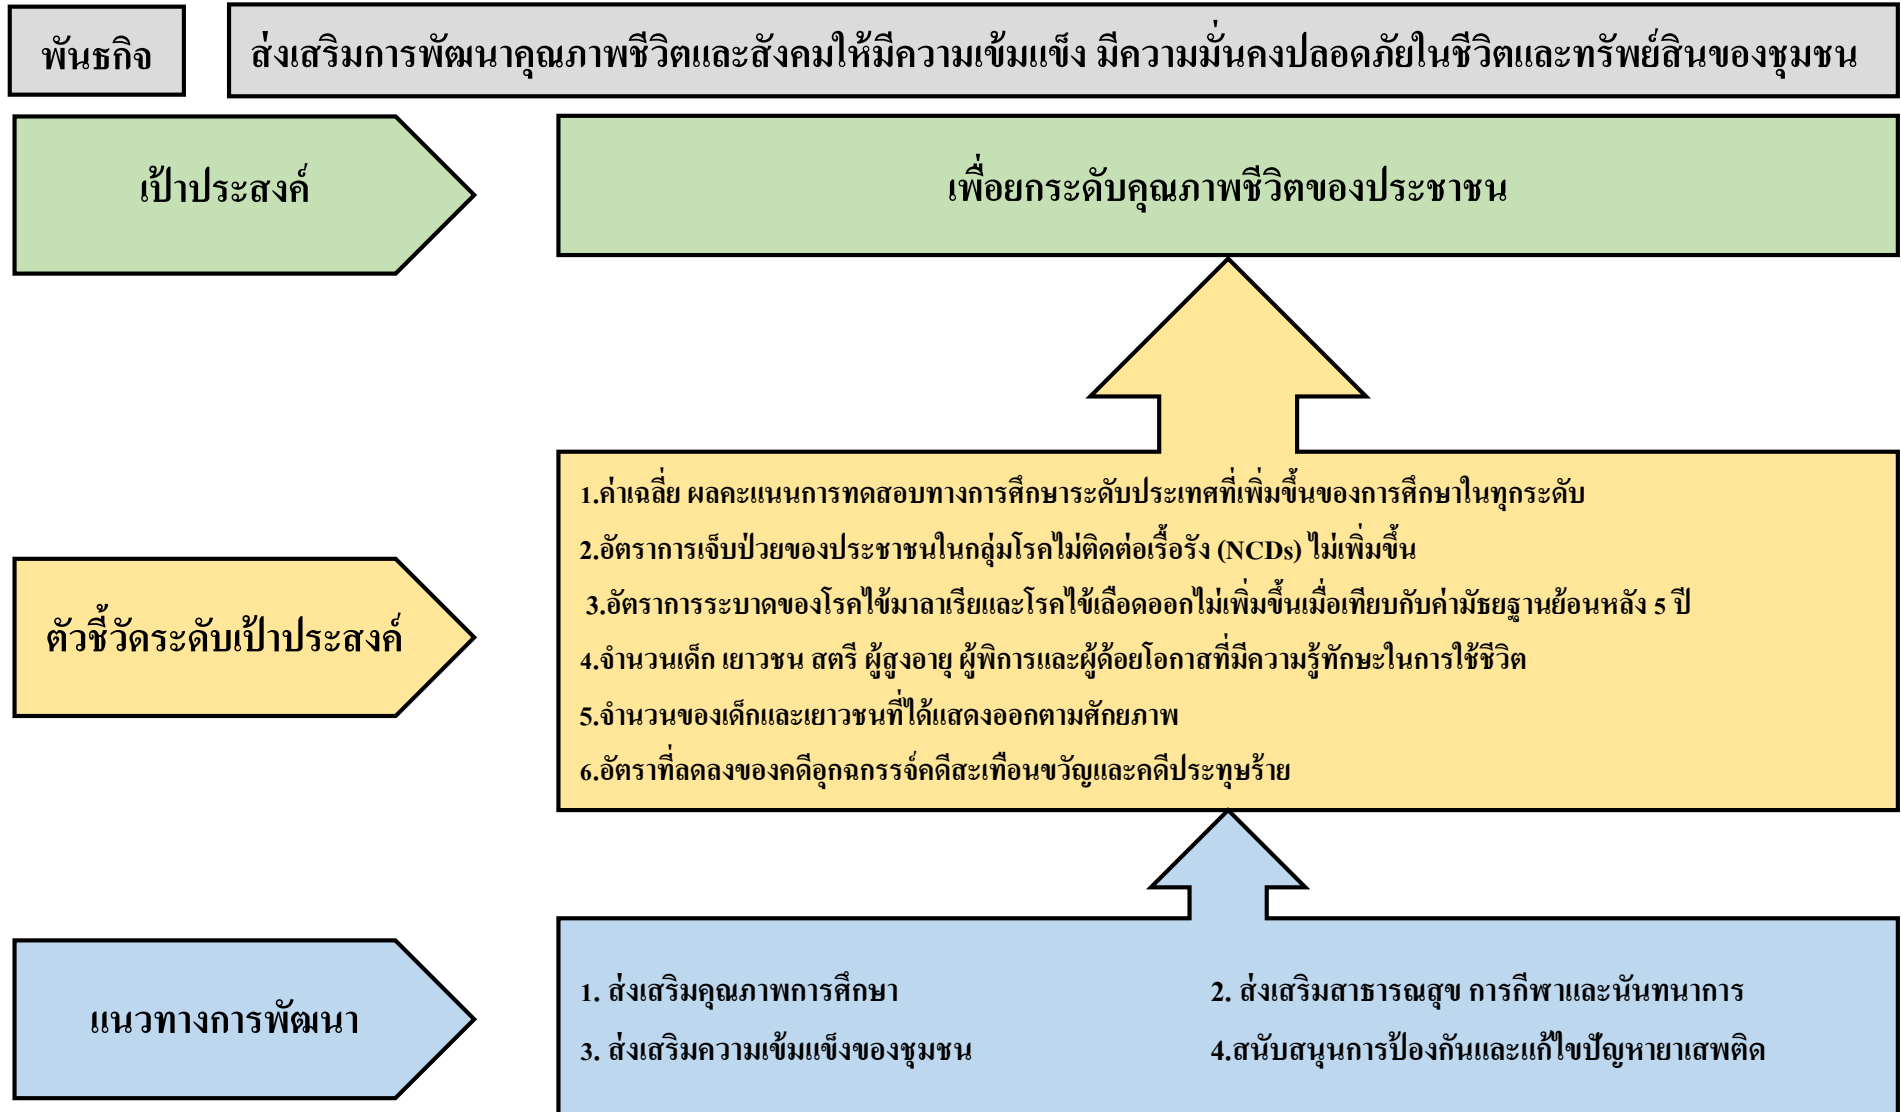 พันธกิจ
ส่งเสริมการพัฒนาคุณภาพชีวิตและสังคมให้มีความเข้มแข็ง มีความมั่นคงปลอดภัยในชีวิตและทรัพย์สินของชุมชน
เป้าประสงค์
เพื่อยกระดับคุณภาพชีวิตของประชาชน
ตัวชี้วัดระดับเป้าประสงค์
1.ค่าเฉลี่ย ผลคะแนนการทดสอบทางการศึกษาระดับประเทศที่เพิ่มขึ้นของการศึกษาในทุกระดับ
2.อัตราการเจ็บป่วยของประชาชนในกลุ่มโรคไม่ติดต่อเรื้อรัง (NCDs) ไม่เพิ่มขึ้น
3.อัตราการระบาดของโรคไข้มาลาเรียและโรคไข้เลือดออกไม่เพิ่มขึ้นเมื่อเทียบกับค่ามัธยฐานย้อนหลัง 5 ปี
4.จำนวนเด็ก เยาวชน สตรี ผู้สูงอายุ ผู้พิการและผู้ด้อยโอกาสที่มีความรู้ทักษะในการใช้ชีวิต
5.จำนวนของเด็กและเยาวชนที่ได้แสดงออกตามศักยภาพ
6.อัตราที่ลดลงของคดีอุกฉกรรจ์คดีสะเทือนขวัญและคดีประทุษร้าย
แนวทางการพัฒนา
1. ส่งเสริมคุณภาพการศึกษา
2. ส่งเสริมสาธารณสุข การกีฬาและนันทนาการ
3. ส่งเสริมความเข้มแข็งของชุมชน
4.สนับสนุนการป้องกันและแก้ไขปัญหายาเสพติด